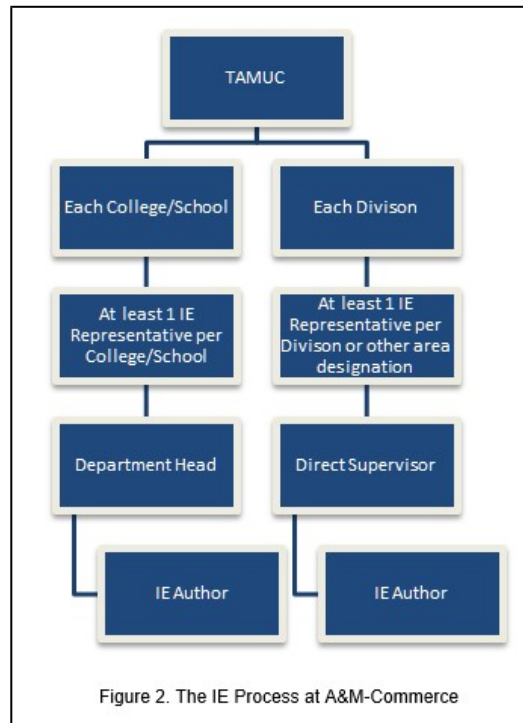 TAMUC
Each College/School
Each Divison
At least 1 IE
Representative per
College/School
At least 1 IE
Representative per
Divison or other area
designation
Department Head
Direct Supervisor
IE Author
IE Author
Figure 2. The IE Process at A&M-Commerce